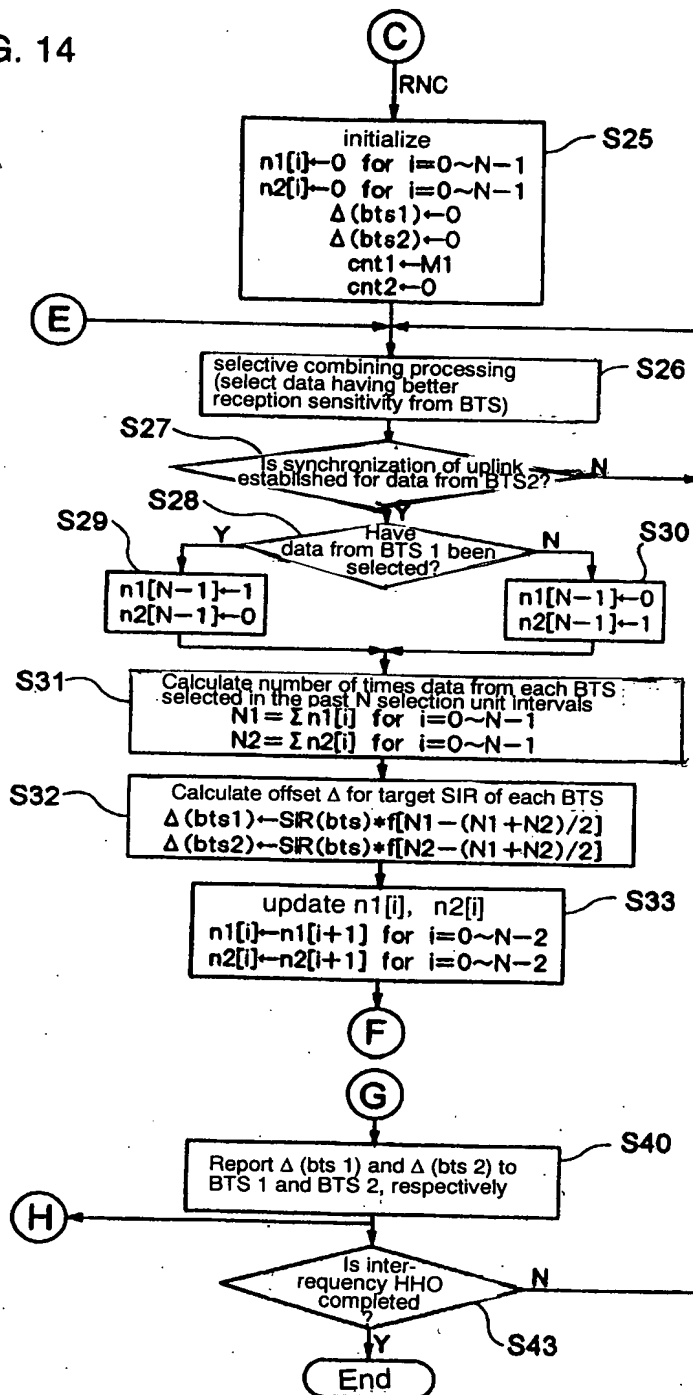 G. 14
C
RNC
S25
initialize
n1[i]←0 for i=0~N−1
n2[i]←0 for i=0~N−1
Δ(bts1)←0
Δ(bts2)←0
cnt1←M1
cnt2←0
E
S26
selective combining processing
(select data having better
reception sensitivity from BTS)
S27
Is synchronization of uplink
established for data from BTS2?
N
Y
S28
Have
data from BTS 1 been
selected?
Y
N
S29
n1[N−1]←1
n2[N−1]←0
S30
n1[N−1]←0
n2[N−1]←1
S31
Calculate number of times data from each BTS
selected in the past N selection unit intervals
N1=Σn1[i] for i=0~N−1
N2=Σn2[i] for i=0~N−1
S32
Calculate offset Δ for target SIR of each BTS
Δ(bts1)←SIR(bts)*f[N1−(N1+N2)/2]
Δ(bts2)←SIR(bts)*f[N2−(N1+N2)/2]
S33
update n1[i], n2[i]
n1[i]←n1[i+1] for i=0~N−2
n2[i]←n2[i+1] for i=0~N−2
F
G
S40
Report Δ (bts 1) and Δ (bts 2) to
BTS 1 and BTS 2, respectively
H
Is inter-
requency HHO
completed
?
N
S43
Y
End